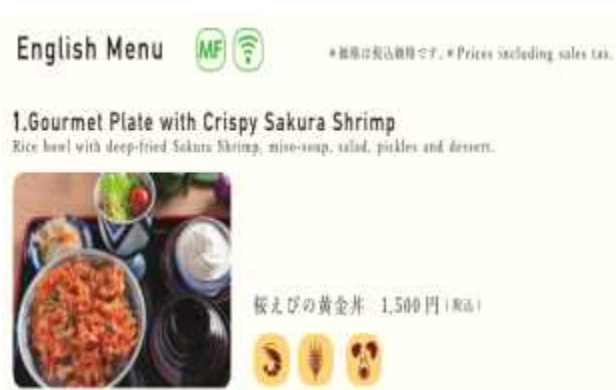 English Menu MF
*価格は税込価格です。*Prices including sales tax.
1.Gourmet Plate with Crispy Sakura Shrimp
Rice bowl with deep-fried Sakura Shrimp, miso-soup, salad, pickles and dessert.
桜えびの黄金丼 1,500円(税込)